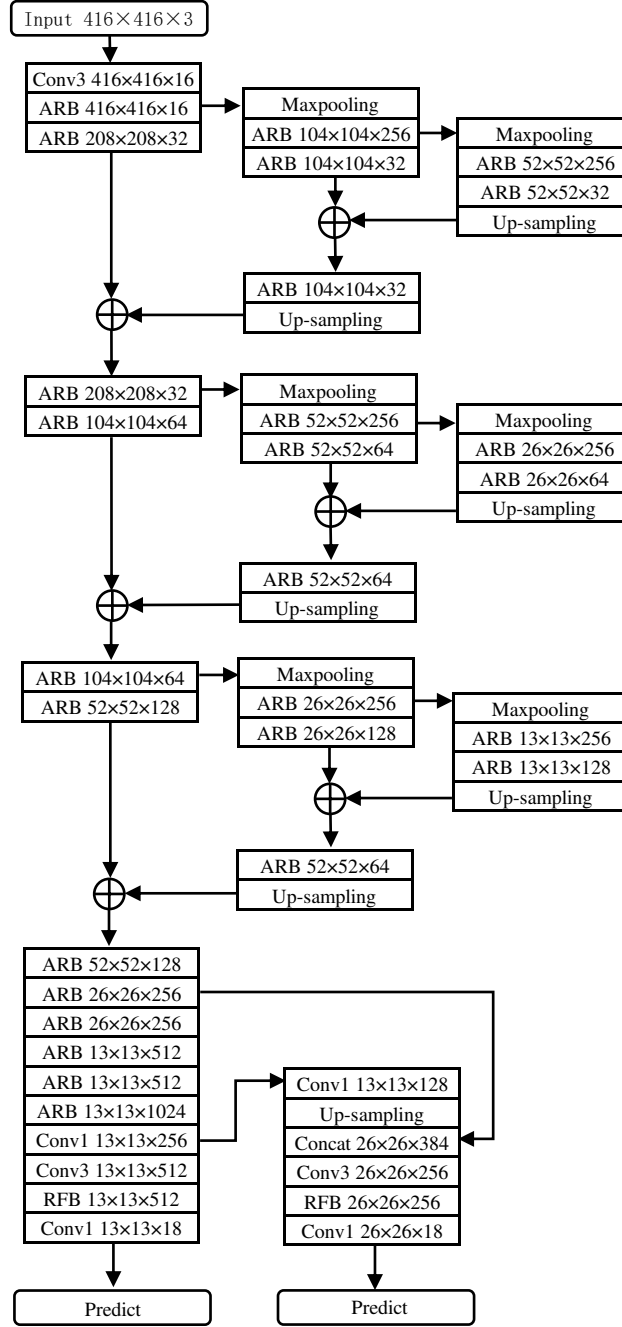 Input 416×416×3
Conv3 416×416×16
ARB 416×416×16
ARB 208×208×32
Maxpooling
ARB 104×104×256
ARB 104×104×32
Maxpooling
ARB 52×52×256
ARB 52×52×32
Up-sampling
ARB 104×104×32
Up-sampling
ARB 208×208×32
ARB 104×104×64
Maxpooling
ARB 52×52×256
ARB 52×52×64
Maxpooling
ARB 26×26×256
ARB 26×26×64
Up-sampling
ARB 52×52×64
Up-sampling
ARB 104×104×64
ARB 52×52×128
Maxpooling
ARB 26×26×256
ARB 26×26×128
Maxpooling
ARB 13×13×256
ARB 13×13×128
Up-sampling
ARB 52×52×64
Up-sampling
ARB 52×52×128
ARB 26×26×256
ARB 26×26×256
ARB 13×13×512
ARB 13×13×512
ARB 13×13×1024
Conv1 13×13×256
Conv3 13×13×512
RFB 13×13×512
Conv1 13×13×18
Predict
Conv1 13×13×128
Up-sampling
Concat 26×26×384
Conv3 26×26×256
RFB 26×26×256
Conv1 26×26×18
Predict